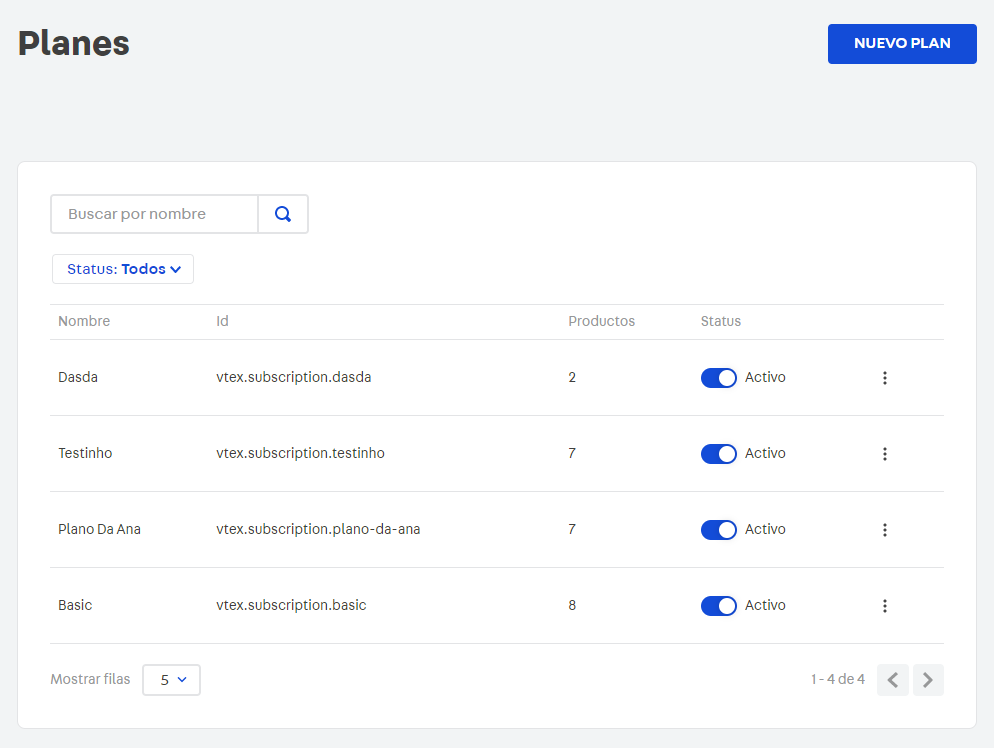 Planes
NUEVO PLAN
Buscar por nombre
Status: Todos
Nombre Id Productos Status
Dasda vtex.subscription.dasda 2 Activo
Testinho vtex.subscription.testinho 7 Activo
Plano Da Ana vtex.subscription.plano-da-ana 7 Activo
Basic vtex.subscription.basic 8 Activo
Mostrar filas 5 1 - 4 de 4